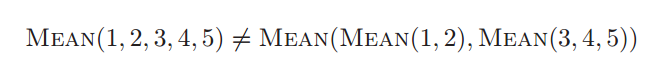 MEAN(1, 2, 3, 4, 5) ≠ MEAN(MEAN(1, 2), MEAN(3, 4, 5))